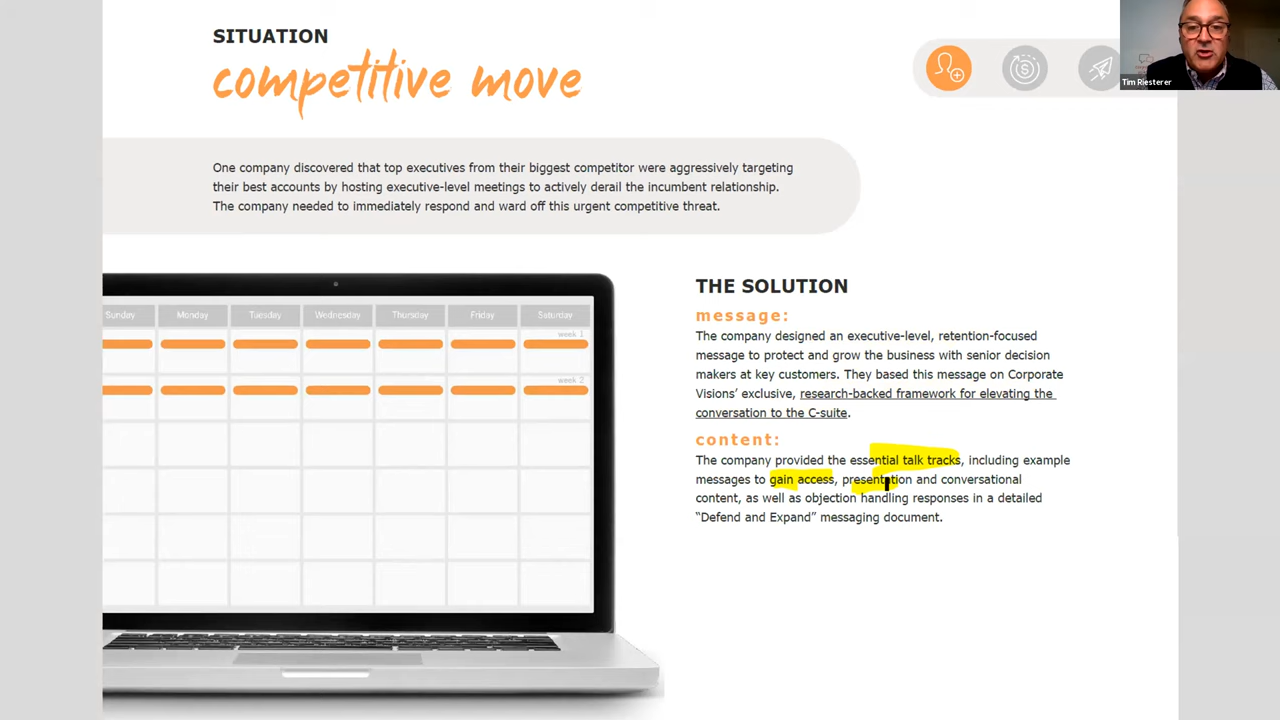 SITUATION
competitive move
Tim Riesterer
One company discovered that top executives from their biggest competitor were aggressively targeting
their best accounts by hosting executive-level meetings to actively derail the incumbent relationship.
The company needed to immediately respond and ward off this urgent competitive threat.
Sunday Monday Tuesday Wednesday Thursday Friday Saturday
week 1
week 2
THE SOLUTION
message:
The company designed an executive-level, retention-focused
message to protect and grow the business with senior decision
makers at key customers. They based this message on Corporate
Visions’ exclusive, research-backed framework for elevating the
conversation to the C-suite.
content:
The company provided the essential talk tracks, including example
messages to gain access, presentation and conversational
content, as well as objection handling responses in a detailed
“Defend and Expand” messaging document.